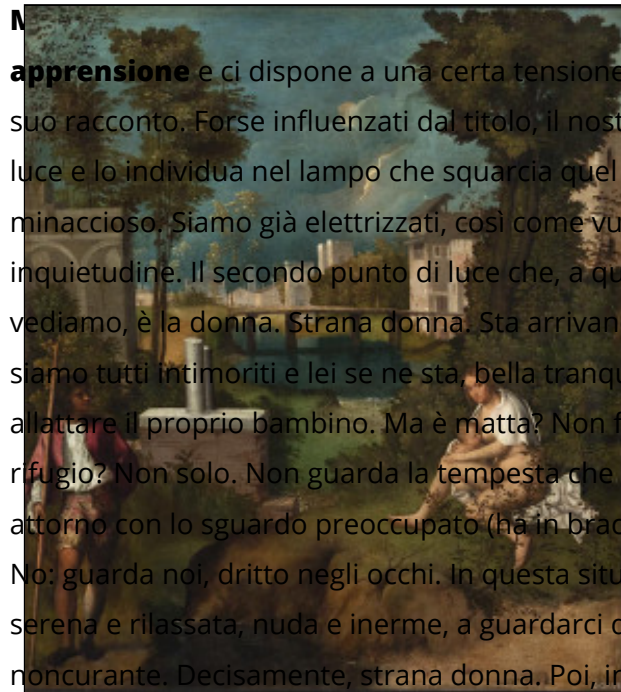 apprensione e ci dispone a una certa tensione
suo racconto. Forse influenzati dal titolo, il nost
luce e lo individua nel lampo che squarcia quel
minaccioso. Siamo già elettrizzati, così come vu
inquietudine. Il secondo punto di luce che, a qu
vediamo, è la donna. Strana donna. Sta arrivan
siamo tutti intimoriti e lei se ne sta, bella tranqu
allattare il proprio bambino. Ma è matta? Non f
rifugio? Non solo. Non guarda la tempesta che
attorno con lo sguardo preoccupato (ha in brac
No: guarda noi, dritto negli occhi. In questa situ
serena e rilassata, nuda e inerme, a guardarci
noncurante. Decisamente, strana donna. Poi, in